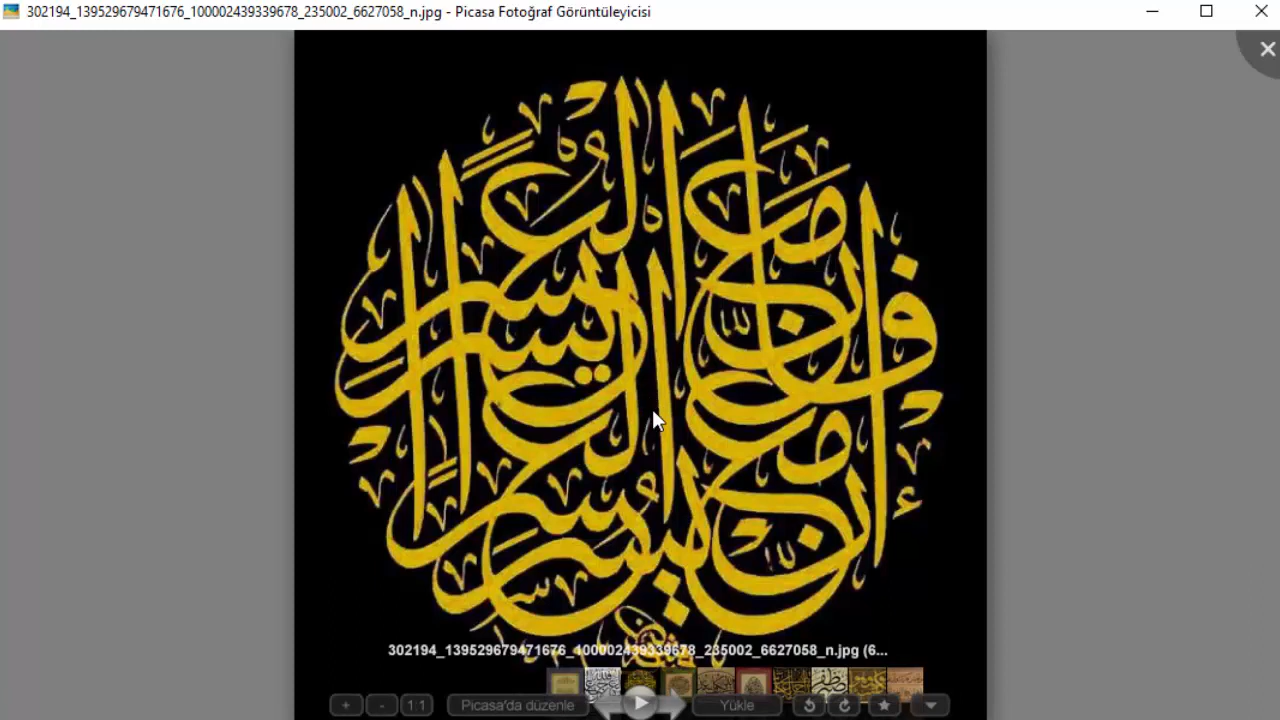 302194_139529679471676_100002439339678_235002_6627058_n.jpg - Picasa Fotoğraf Görüntüleyicisi
فإن مع العسر يسرا
إن مع العسر يسرا
302194_139529679471676_100002439339678_235002_6627058_n.jpg (6...
+ - 1:1 Picasa'da düzenle Yükle